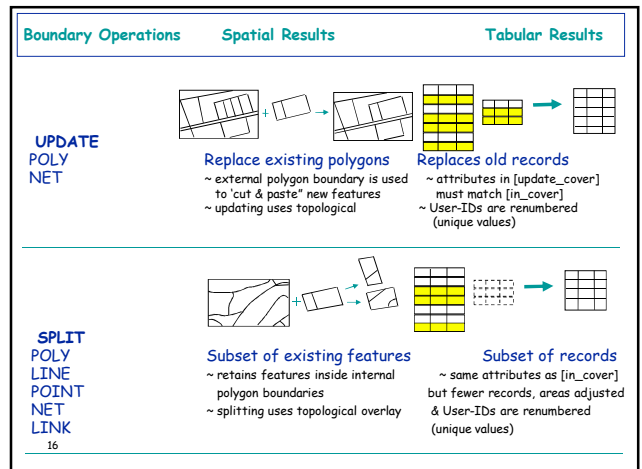 Boundary Operations Spatial Results Tabular Results
UPDATE
POLY
NET
Replace existing polygons
~ external polygon boundary is used
to ‘cut & paste” new features
~ updating uses topological
Replaces old records
~ attributes in [update_cover]
must match [in_cover]
~ User-IDs are renumbered
(unique values)
SPLIT
POLY
LINE
POINT
NET
LINK
Subset of existing features
~ retains features inside internal
polygon boundaries
~ splitting uses topological overlay
Subset of records
~ same attributes as [in_cover]
but fewer records, areas adjusted
& User-IDs are renumbered
(unique values)
16